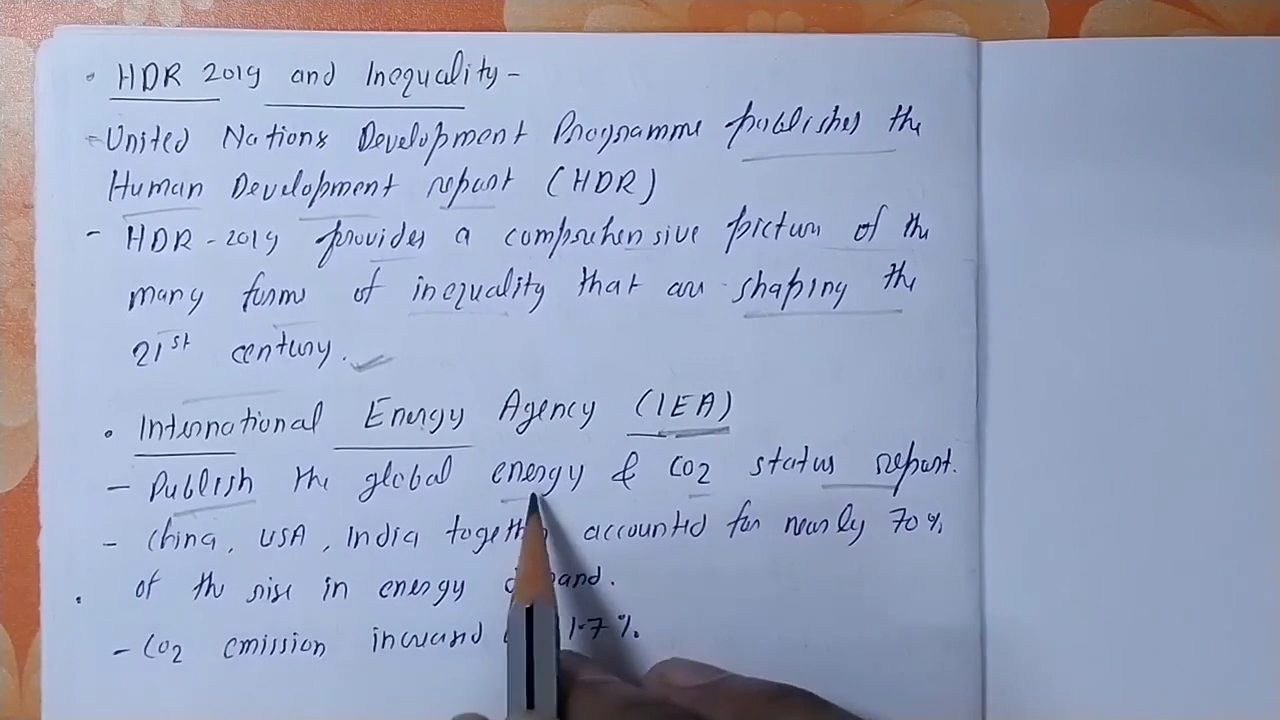 • HDR 2019 and Inequality -
- United Nations Development Programme publishes the
Human Development report (HDR)
- HDR - 2019 provides a comprehensive picture of the
many forms of inequality that are shaping the
21st century.
• International Energy Agency (IEA)
- Publish the global energy & CO2 status report.
- China, USA, India together accounted for nearly 70%
of the rise in energy demand.
- CO2 emission increased 1.7%